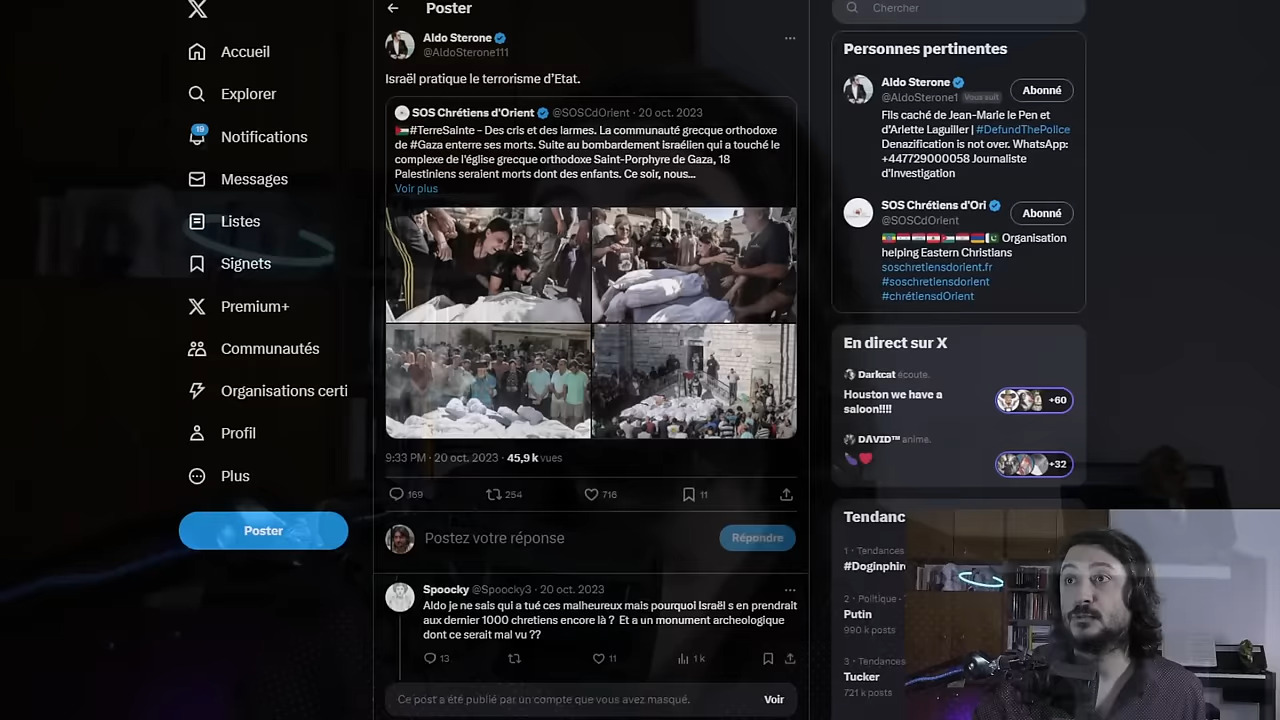 Accueil
Explorer
19
Notifications
Messages
Listes
Signets
Premium+
Communautés
Organisations certi
Profil
Plus
Poster
Poster
Aldo Sterone
@AldoSterone111
Israël pratique le terrorisme d'Etat.
SOS Chrétiens d'Orient @SOSCdOrient · 20 oct. 2023
#TerreSainte - Des cris et des larmes. La communauté grecque orthodoxe
de #Gaza enterre ses morts. Suite au bombardement israélien qui a touché le
complexe de l'église grecque orthodoxe Saint-Porphyre de Gaza, 18
Palestiniens seraient morts dont des enfants. Ce soir, nous...
Voir plus
9:33 PM · 20 oct. 2023 · 45,9 k vues
169 254 716 11
Postez votre réponse
Répondre
Spoocky @Spoocky3 · 20 oct. 2023
Aldo je ne sais qui a tué ces malheureux mais pourquoi Israël s en prendrait
aux dernier 1000 chretiens encore là ? Et a un monument archeologique
dont ce serait mal vu ??
13 11 1 k
Ce post a été publié par un compte que vous avez masqué.
Voir
Chercher
Personnes pertinentes
Aldo Sterone
@AldoSterone1 Vous suit
Abonné
Fils caché de Jean-Marie le Pen et
d'Arlette Laguiller | #DefundThePolice
Denazification is not over. WhatsApp:
+447729000058 Journaliste
d'Investigation
SOS Chrétiens d'Ori
@SOSCdOrient
Abonné
Organisation
helping Eastern Christians
soschretiensdorient.fr
#soschretiensdorient
#chrétiensdOrient
En direct sur X
Darkcat écoute.
Houston we have a
saloon!!!!
+60
DΛVID™ anime.
+32
Tendanc
1 · Tendances
#Doginphire
2 · Politique ·
Putin
990 k posts
3 · Tendances
Tucker
721 k posts